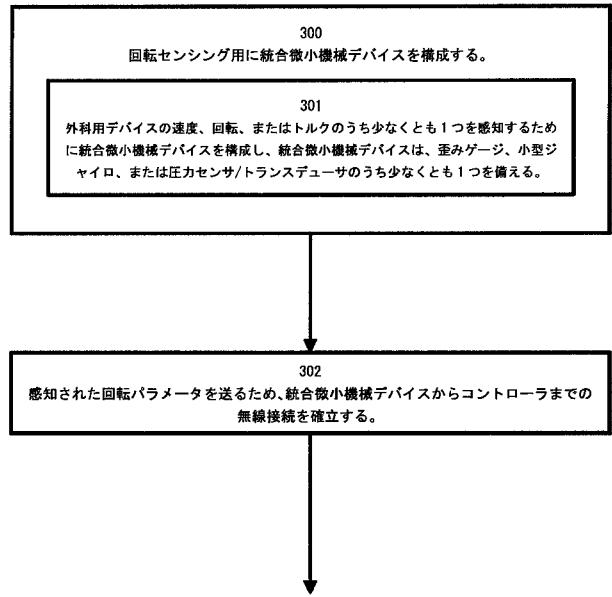 300
回転センシング用に統合微小機械デバイスを構成する。
301
外科用デバイスの速度、回転、またはトルクのうち少なくとも1つを感知するため
に統合微小機械デバイスを構成し、統合微小機械デバイスは、歪みゲージ、小型ジ
ャイロ、または圧力センサ/トランスデューサのうち少なくとも1つを備える。
302
感知された回転パラメータを送るため、統合微小機械デバイスからコントローラまでの
無線接続を確立する。